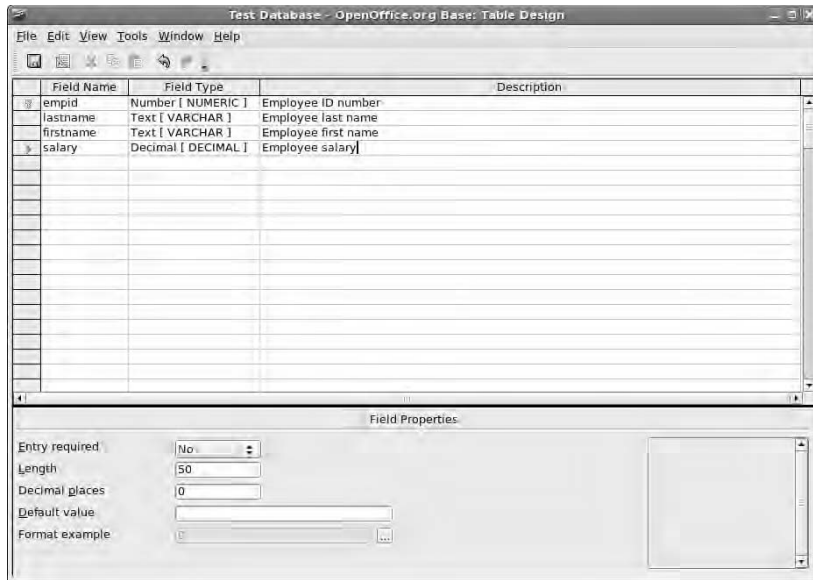 Test Database - OpenOffice.org Base: Table Design
File Edit View Tools Window Help
Field Name Field Type Description
empid Number [ NUMERIC ] Employee ID number
lastname Text [ VARCHAR ] Employee last name
firstname Text [ VARCHAR ] Employee first name
salary Decimal [ DECIMAL ] Employee salary
Field Properties
Entry required No
Length 50
Decimal places 0
Default value
Format example 0
...